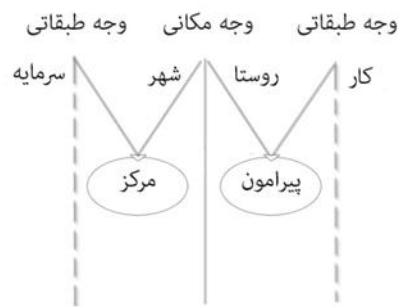 وجه طبقاتی وجه مکانی وجه طبقاتی
کار روستا شهر سرمایه
پیرامون مرکز